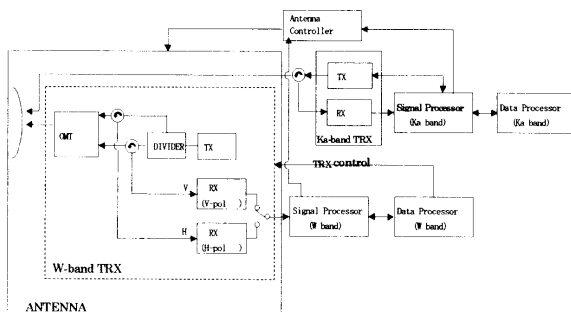 Antenna
Controller
TX
RX
Ka-band TRX
Signal Processor
(Ka band)
Data Processor
(Ka band)
OMT
DIVIDER
TX
TRX control
V
RX
(V-pol )
H
RX
(H-pol )
Signal Processor
(W band)
Data Processor
(W band)
W-band TRX
ANTENNA